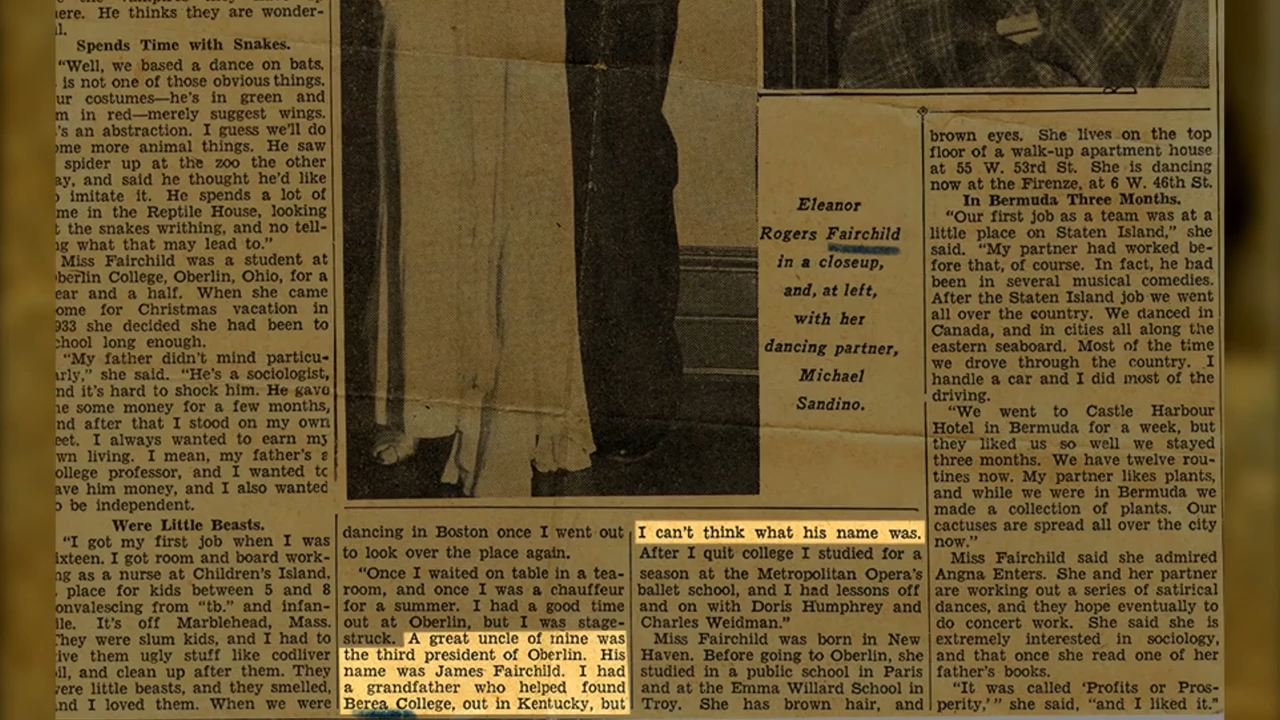 the vampires they have up
ere. He thinks they are wonder-
l.
Spends Time with Snakes.
"Well, we based a dance on bats.
is not one of those obvious things.
ur costumes—he's in green and
m in red—merely suggest wings.
's an abstraction. I guess we'll do
ome more animal things. He saw
spider up at the zoo the other
ay, and said he thought he'd like
o imitate it. He spends a lot of
me in the Reptile House, looking
t the snakes writhing, and no tell-
ng what that may lead to."
Miss Fairchild was a student at
Oberlin College, Oberlin, Ohio, for a
ear and a half. When she came
ome for Christmas vacation in
933 she decided she had been to
chool long enough.
"My father didn't mind particu-
arly," she said. "He's a sociologist,
nd it's hard to shock him. He gave
e some money for a few months,
nd after that I stood on my own
eet. I always wanted to earn my
wn living. I mean, my father's a
ollege professor, and I wanted to
ave him money, and I also wanted
o be independent.
Were Little Beasts.
"I got my first job when I was
ixteen. I got room and board work-
ng as a nurse at Children's Island,
place for kids between 5 and 8
onvalescing from "tb." and infan-
ile. It's off Marblehead, Mass.
They were slum kids, and I had to
ive them ugly stuff like codliver
il, and clean up after them. They
were little beasts, and they smelled,
nd I loved them. When we were
dancing in Boston once I went out
to look over the place again.
"Once I waited on table in a tea-
room, and once I was a chauffeur
for a summer. I had a good time
out at Oberlin, but I was stage-
struck. A great uncle of mine was
the third president of Oberlin. His
name was James Fairchild. I had
a grandfather who helped found
Berea College, out in Kentucky, but
I can't think what his name was.
After I quit college I studied for a
season at the Metropolitan Opera's
ballet school, and I had lessons off
and on with Doris Humphrey and
Charles Weidman."
Miss Fairchild was born in New
Haven. Before going to Oberlin, she
studied in a public school in Paris
and at the Emma Willard School in
Troy. She has brown hair, and
Eleanor
Rogers Fairchild
in a closeup,
and, at left,
with her
dancing partner,
Michael
Sandino.
brown eyes. She lives on the top
floor of a walk-up apartment house
at 55 W. 53rd St. She is dancing
now at the Firenze, at 6 W. 46th St.
In Bermuda Three Months.
"Our first job as a team was at a
little place on Staten Island," she
said. "My partner had worked be-
fore that, of course. In fact, he had
been in several musical comedies.
After the Staten Island job we went
all over the country. We danced in
Canada, and in cities all along the
eastern seaboard. Most of the time
we drove through the country. I
handle a car and I did most of the
driving.
"We went to Castle Harbour
Hotel in Bermuda for a week, but
they liked us so well we stayed
three months. We have twelve rou-
tines now. My partner likes plants,
and while we were in Bermuda we
made a collection of plants. Our
cactuses are spread all over the city
now."
Miss Fairchild said she admired
Angna Enters. She and her partner
are working out a series of satirical
dances, and they hope eventually to
do concert work. She said she is
extremely interested in sociology,
and that once she read one of her
father's books.
"It was called 'Profits or Pros-
perity,'" she said, "and I liked it."